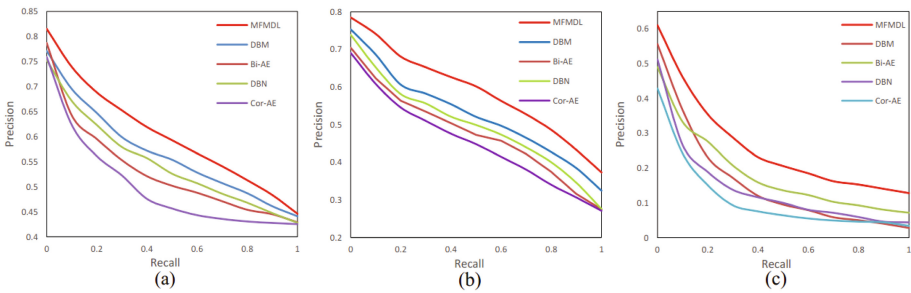 0.85
0.8
0.75
0.7
0.65
0.6
0.55
0.5
0.45
0.4
Precision
0
0.2
0.4
0.6
0.8
1
Recall
MFMDL
DBM
Bi-AE
DBN
Cor-AE
(a)
0.8
0.7
0.6
0.5
0.4
0.3
0.2
Precision
0
0.2
0.4
0.6
0.8
1
Recall
MFMDL
DBM
Bi-AE
DBN
Cor-AE
(b)
0.6
0.5
0.4
0.3
0.2
0.1
0
Precision
0
0.2
0.4
0.6
0.8
1
Recall
MFMDL
DBM
Bi-AE
DBN
Cor-AE
(c)